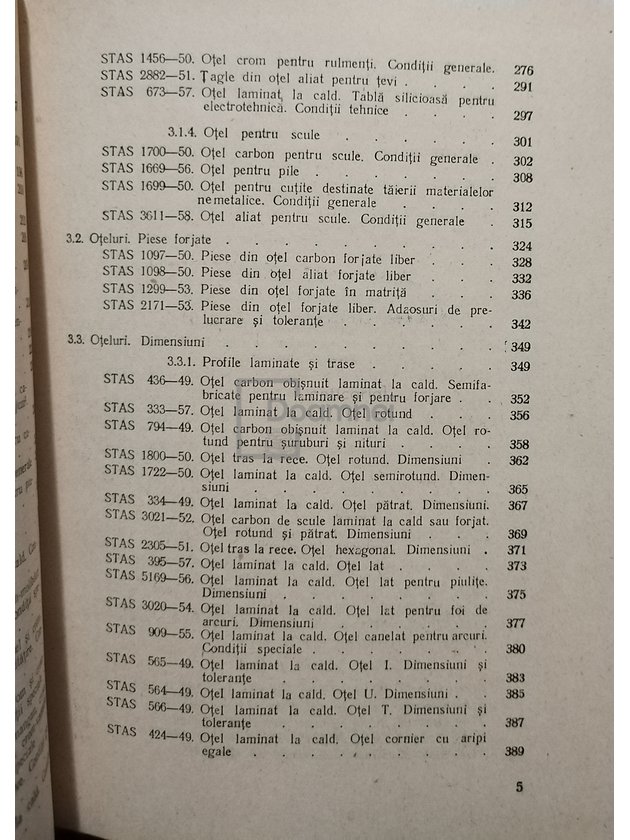 STAS 1456—50. Oțel crom pentru rulmenți. Condiții generale. 276
STAS 2882—51. Țagle din oțel aliat pentru țevi . . . . 291
STAS 673—57. Oțel laminat la cald. Tablă silicioasă pentru
electrotehnică. Condiții tehnice . . . . 297
3.1.4. Oțel pentru scule . . . . . 301
STAS 1700—50. Oțel carbon pentru scule. Condiții generale . 302
STAS 1669—56. Oțel pentru pile . . . . . . 308
STAS 1699—50. Oțel pentru cuțite destinate tăierii materialelor
nemetalice. Condiții generale . . . . 312
STAS 3611—58. Oțel aliat pentru scule. Condiții generale . 315
3.2. Oțeluri. Piese forjate . . . . . . . . 324
STAS 1097—50. Piese din oțel carbon forjate liber . . . 328
STAS 1098—50. Piese din oțel aliat forjate liber . . . 332
STAS 1299—53. Piese din oțel forjate în matriță . . . 336
STAS 2171—53. Piese din oțel forjate liber. Adaosuri de pre-
lucrare și toleranțe . . . . . . 342
3.3. Oțeluri. Dimensiuni . . . . . . . . 349
3.3.1. Profile laminate și trase . . . . 349
STAS 436—49. Oțel carbon obișnuit laminat la cald. Semifa-
bricate pentru laminare și pentru forjare . . 352
STAS 333—57. Oțel laminat la cald. Oțel rotund . . . 356
STAS 794—49. Oțel carbon obișnuit laminat la cald. Oțel ro-
tund pentru șuruburi și nituri . . . . 358
STAS 1800—50. Oțel tras la rece. Oțel rotund. Dimensiuni . 362
STAS 1722—50. Oțel laminat la cald. Oțel semirotund. Dimen-
siuni . . . . . . . . . 365
STAS 334—49. Oțel laminat la cald. Oțel pătrat. Dimensiuni. 367
STAS 3021—52. Oțel carbon de scule laminat la cald sau forjat.
Oțel rotund și pătrat. Dimensiuni . . . 369
STAS 2305—51. Oțel tras la rece. Oțel hexagonal. Dimensiuni . 371
STAS 395—57. Oțel laminat la cald. Oțel lat . . . . 373
STAS 5169—56. Oțel laminat la cald. Oțel lat pentru piulițe.
Dimensiuni . . . . . . . . 375
STAS 3020—54. Oțel laminat la cald. Oțel lat pentru foi de
arcuri. Dimensiuni . . . . . . 377
STAS 909—55. Oțel laminat la cald. Oțel canelat pentru arcuri.
Condiții speciale . . . . . . . 380
STAS 565—49. Oțel laminat la cald. Oțel I. Dimensiuni și
toleranțe . . . . . . . . 383
STAS 564—49. Oțel laminat la cald. Oțel U. Dimensiuni . . 385
STAS 566—49. Oțel laminat la cald. Oțel T. Dimensiuni și
toleranțe . . . . . . . . 387
STAS 424—49. Oțel laminat la cald. Oțel cornier cu aripi
egale . . . . . . . . . 389
5